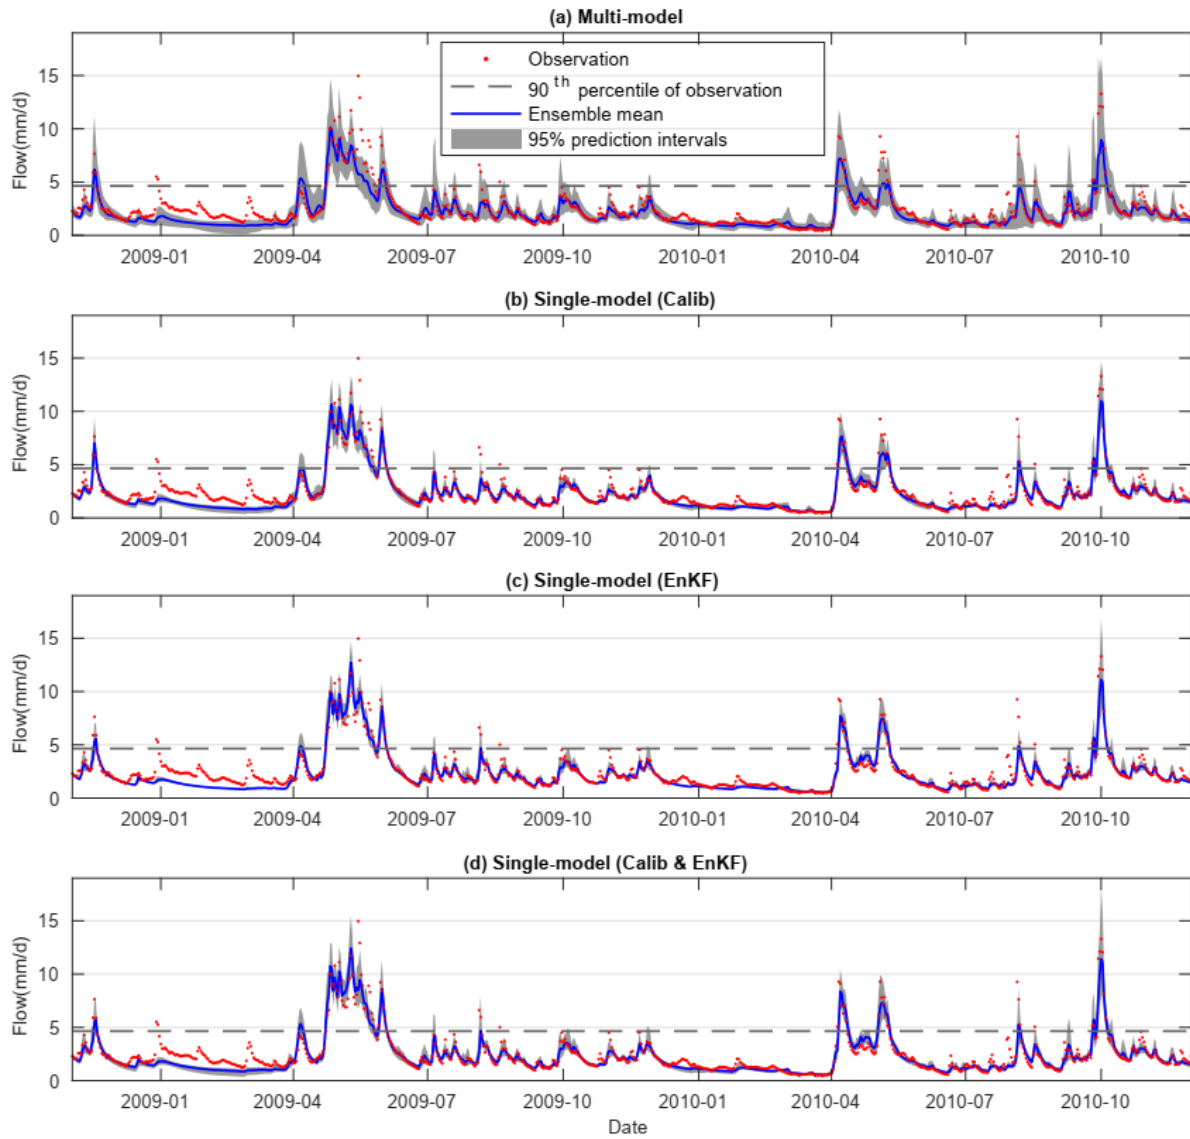 (a) Multi-model
Flow(mm/d)
15
10
5
0
Observation
90 th percentile of observation
Ensemble mean
95% prediction intervals
2009-01 2009-04 2009-07 2009-10 2010-01 2010-04 2010-07 2010-10
(b) Single-model (Calib)
Flow(mm/d)
15
10
5
0
2009-01 2009-04 2009-07 2009-10 2010-01 2010-04 2010-07 2010-10
(c) Single-model (EnKF)
Flow(mm/d)
15
10
5
0
2009-01 2009-04 2009-07 2009-10 2010-01 2010-04 2010-07 2010-10
(d) Single-model (Calib & EnKF)
Flow(mm/d)
15
10
5
0
2009-01 2009-04 2009-07 2009-10 2010-01 2010-04 2010-07 2010-10
Date